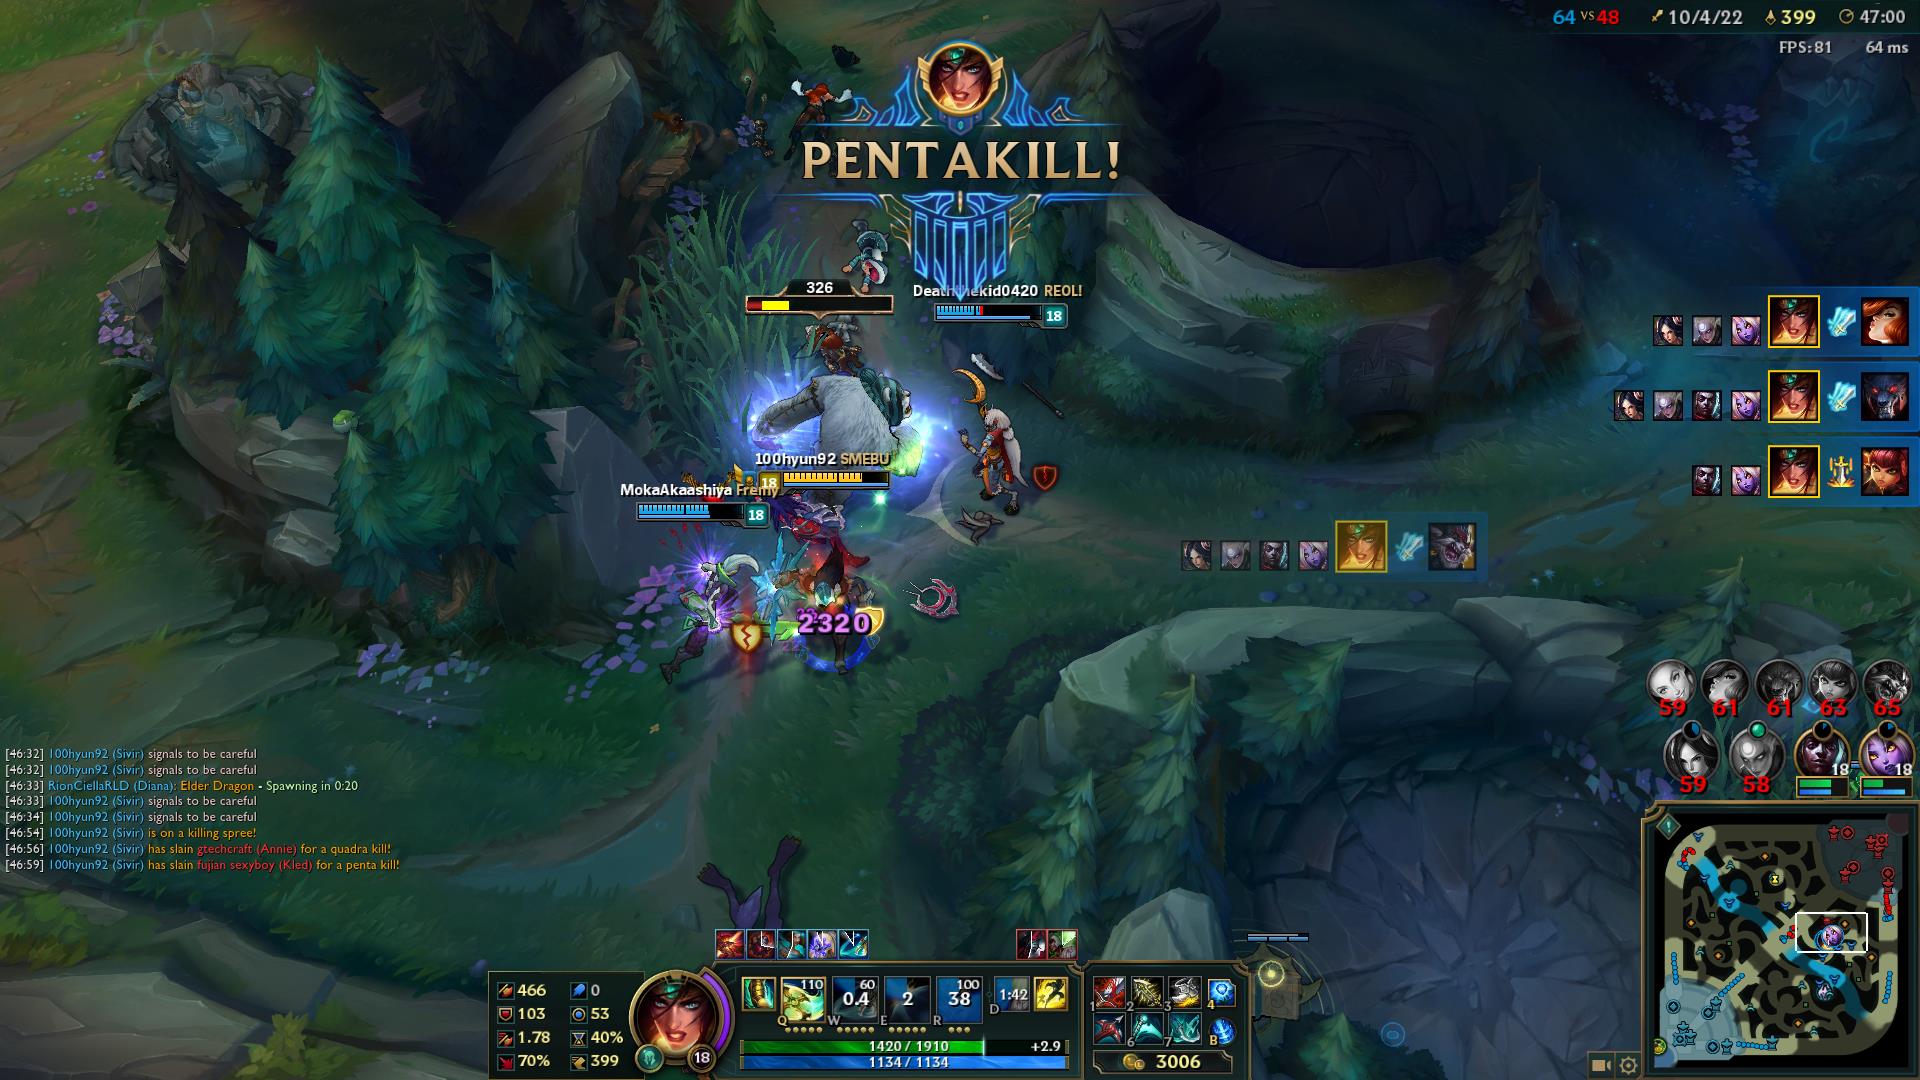 64 VS 48 10/4/22 399 47:00
FPS: 81 64 ms
PENTAKILL!
326
Deaththekid0420 REOL!
18
100hyun92 SMEBU
18
MokaAkaashiya Fremy
18
2320
59 61 61 63 65
18 18
59 58
[46:32] 100hyun92 (Sivir) signals to be careful
[46:32] 100hyun92 (Sivir) signals to be careful
[46:33] RionCiellaRLD (Diana): Elder Dragon - Spawning in 0:20
[46:33] 100hyun92 (Sivir) signals to be careful
[46:34] 100hyun92 (Sivir) signals to be careful
[46:54] 100hyun92 (Sivir) is on a killing spree!
[46:56] 100hyun92 (Sivir) has slain gtechcraft (Annie) for a quadra kill!
[46:59] 100hyun92 (Sivir) has slain fujian sexyboy (Kled) for a penta kill!
466 0
103 53
1.78 40%
70% 399
18
110 60 100
0.4 2 38 1:42
Q W E R D
1 2 3 4
6 7 B
1420 / 1910 +2.9
1134 / 1134
3006